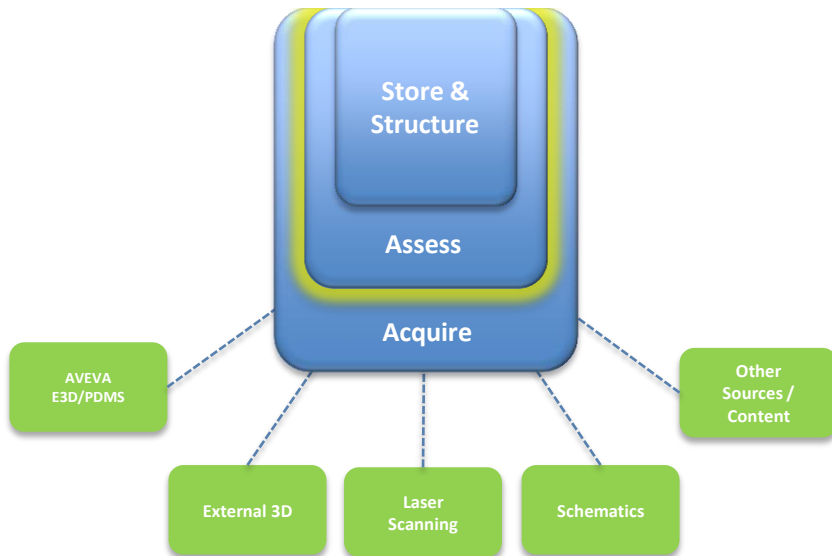 Store &
Structure
Assess
Acquire
AVEVA
E3D/PDMS
Other
Sources /
Content
External 3D
Laser
Scanning
Schematics